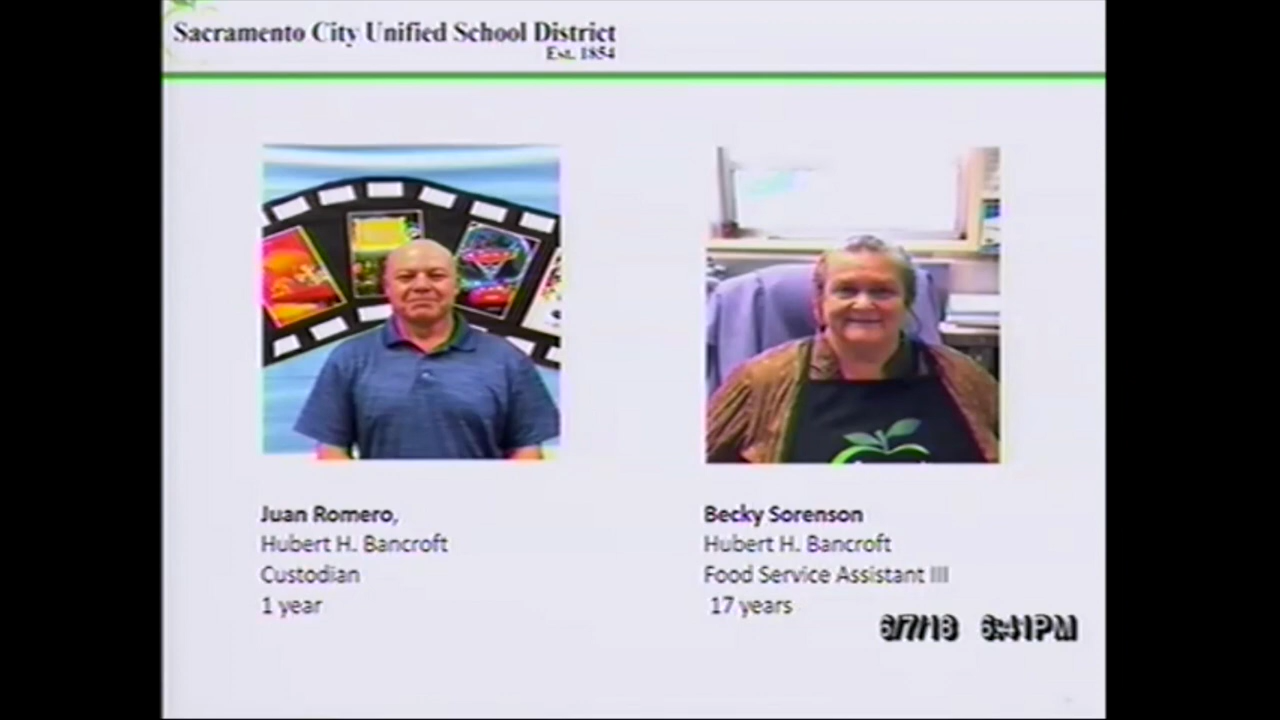 Sacramento City Unified School District
Est. 1854
Juan Romero,
Hubert H. Bancroft
Custodian
1 year
Becky Sorenson
Hubert H. Bancroft
Food Service Assistant III
17 years
6/7/18 6:41PM